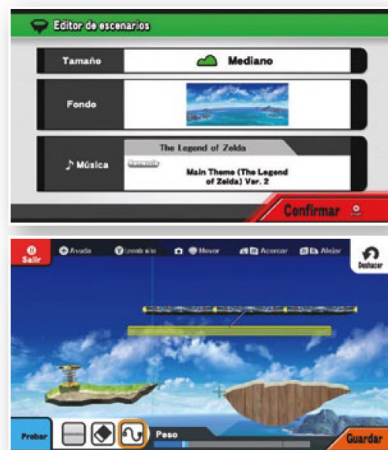 Editor de escenarios
Tamaño
Mediano
Fondo
The Legend of Zelda
Música
Main Theme (The Legend
of Zelda) Ver. 2
Confirmar
Salir
Ayuda
Mover
Acercar
Alejar
Deshacer
Probar
Peso
Guardar